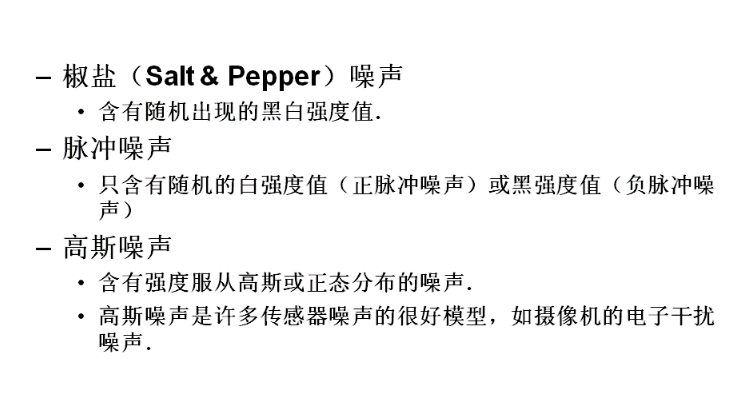 – 椒盐（Salt & Pepper）噪声
• 含有随机出现的黑白强度值.
– 脉冲噪声
• 只含有随机的白强度值（正脉冲噪声）或黑强度值（负脉冲噪
声）
– 高斯噪声
• 含有强度服从高斯或正态分布的噪声.
• 高斯噪声是许多传感器噪声的很好模型，如摄像机的电子干扰
噪声.